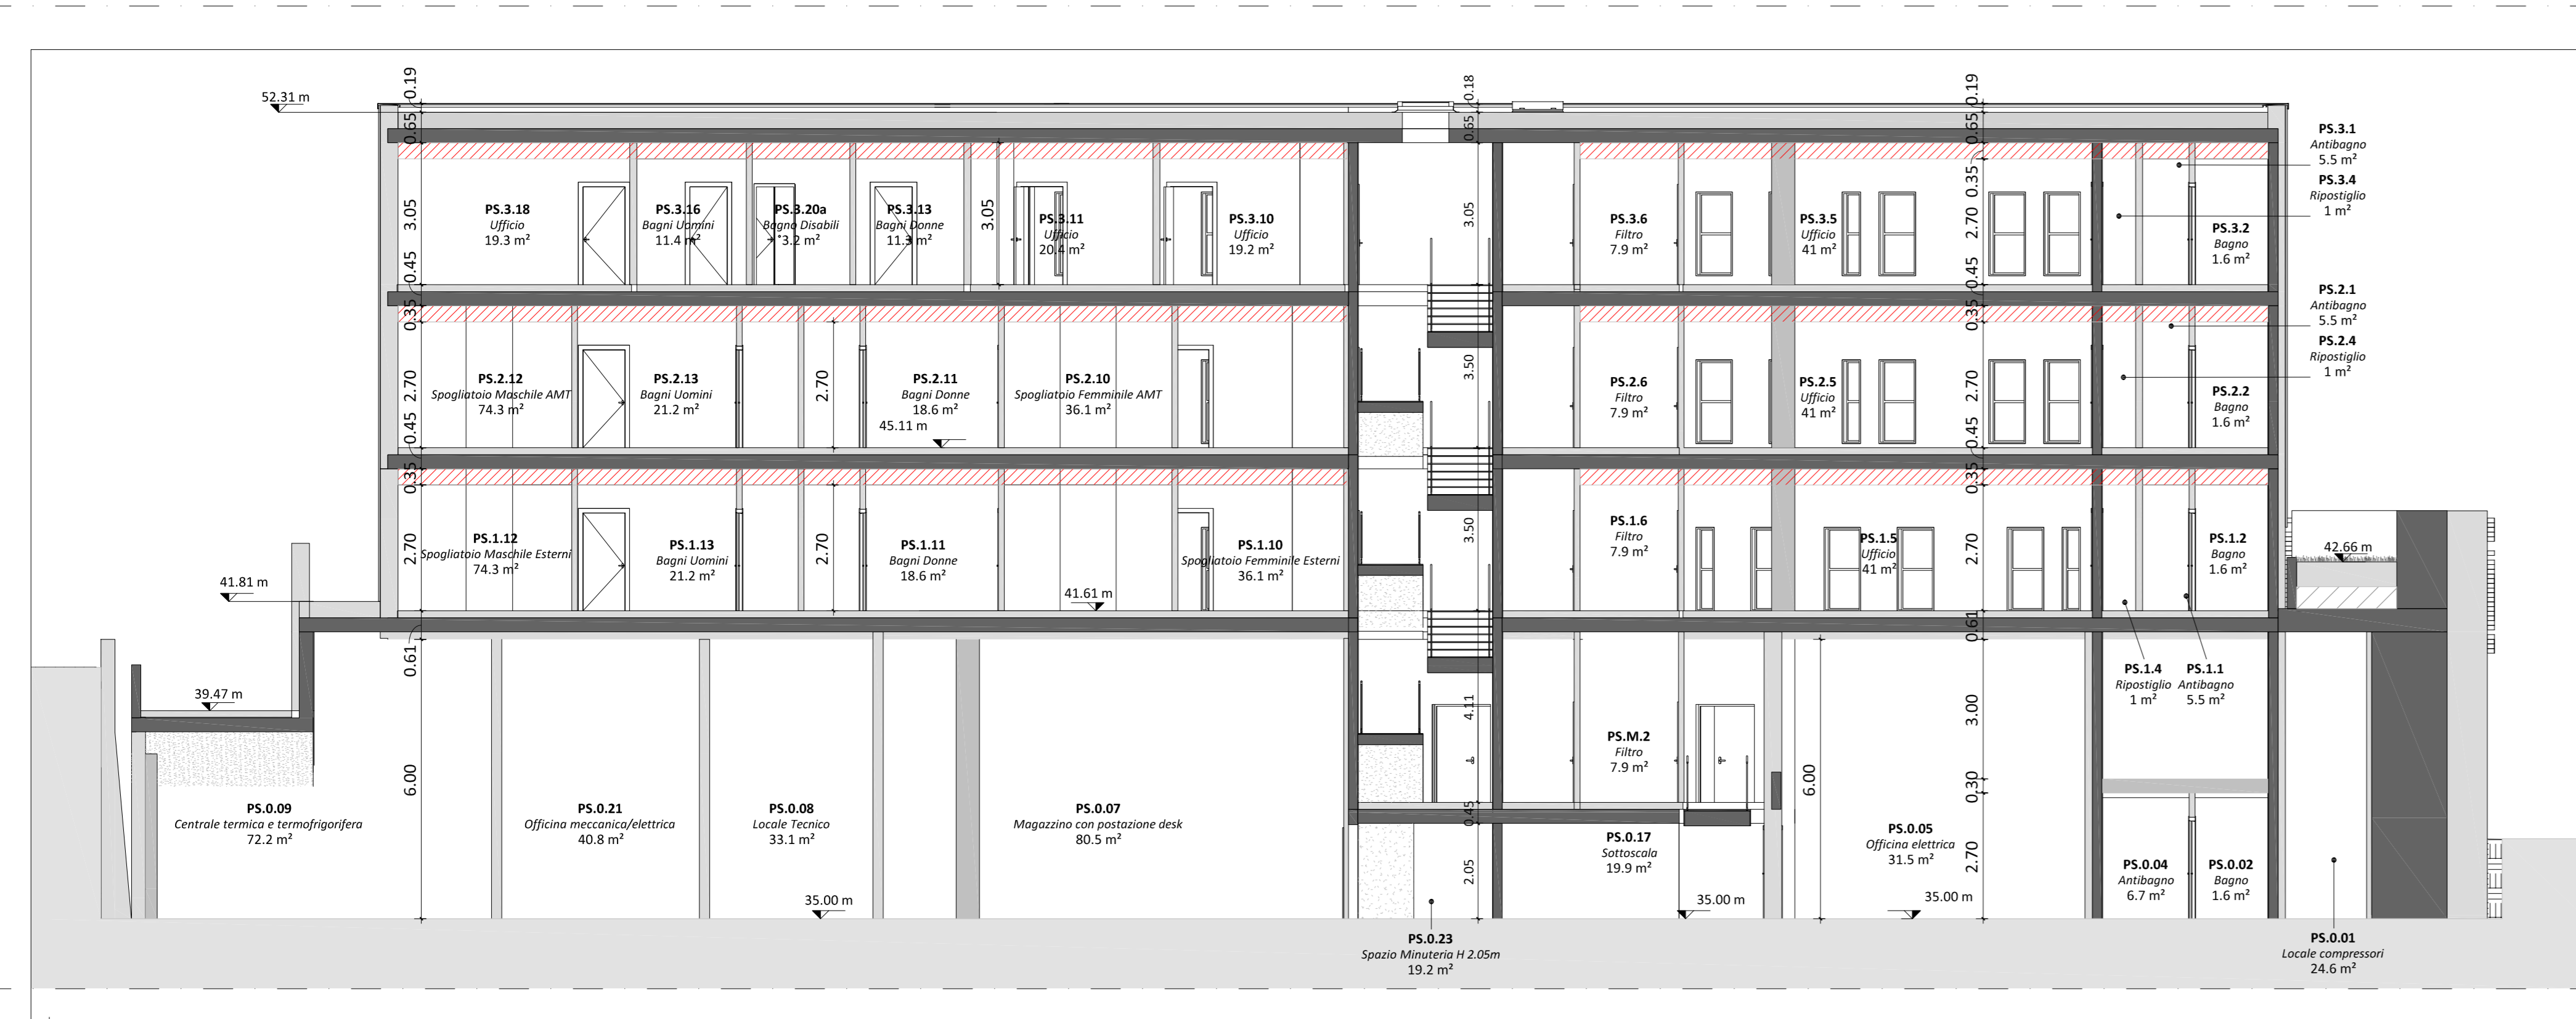 52.31 m
0.19
0.65
0.18
0.65
0.19
0.65
PS.3.1
Antibagno
5.5 m²
PS.3.4
Ripostiglio
1 m²
3.05
0.45
PS.3.18
Ufficio
19.3 m²
PS.3.16
Bagni Uomini
11.4 m²
PS.3.20a
Bagno Disabili
3.2 m²
PS.3.13
Bagni Donne
11.3 m²
3.05
PS.3.11
Ufficio
20.4 m²
PS.3.10
Ufficio
19.2 m²
3.05
PS.3.6
Filtro
7.9 m²
PS.3.5
Ufficio
41 m²
0.35
2.70
0.45
PS.3.2
Bagno
1.6 m²
PS.2.1
Antibagno
5.5 m²
PS.2.4
Ripostiglio
1 m²
0.35
2.70
0.45
PS.2.12
Spogliatoio Maschile AMT
74.3 m²
PS.2.13
Bagni Uomini
21.2 m²
2.70
PS.2.11
Bagni Donne
18.6 m²
45.11 m
PS.2.10
Spogliatoio Femminile AMT
36.1 m²
3.50
PS.2.6
Filtro
7.9 m²
PS.2.5
Ufficio
41 m²
0.35
2.70
0.45
PS.2.2
Bagno
1.6 m²
0.35
2.70
PS.1.12
Spogliatoio Maschile Esterni
74.3 m²
PS.1.13
Bagni Uomini
21.2 m²
2.70
PS.1.11
Bagni Donne
18.6 m²
41.61 m
PS.1.10
Spogliatoio Femminile Esterni
36.1 m²
3.50
PS.1.6
Filtro
7.9 m²
PS.1.5
Ufficio
41 m²
0.35
2.70
0.61
PS.1.2
Bagno
1.6 m²
42.66 m
41.81 m
39.47 m
0.61
6.00
4.11
0.45
2.05
PS.M.2
Filtro
7.9 m²
6.00
3.00
0.30
2.70
PS.1.4
Ripostiglio
1 m²
PS.1.1
Antibagno
5.5 m²
PS.0.09
Centrale termica e termofrigorifera
72.2 m²
PS.0.21
Officina meccanica/elettrica
40.8 m²
PS.0.08
Locale Tecnico
33.1 m²
PS.0.07
Magazzino con postazione desk
80.5 m²
PS.0.17
Sottoscala
19.9 m²
PS.0.05
Officina elettrica
31.5 m²
PS.0.04
Antibagno
6.7 m²
PS.0.02
Bagno
1.6 m²
35.00 m
35.00 m
35.00 m
PS.0.23
Spazio Minuteria H 2.05m
19.2 m²
PS.0.01
Locale compressori
24.6 m²